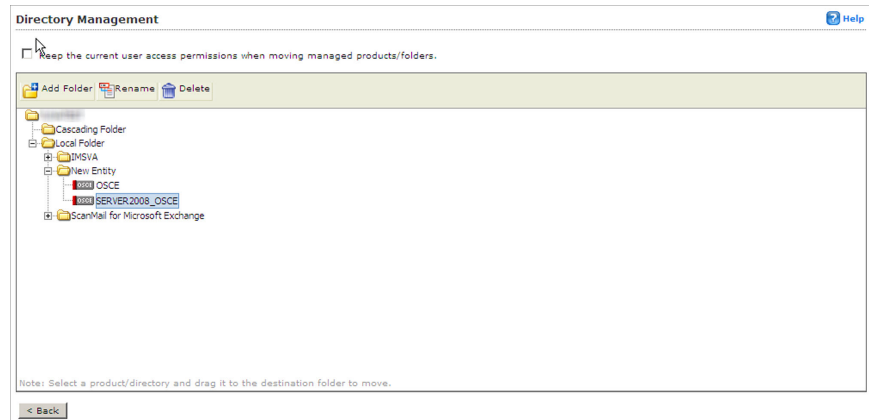 Directory Management
Help
Keep the current user access permissions when moving managed products/folders.
Add Folder Rename Delete
Cascading Folder
Local Folder
IMSVA
New Entity
OSCE OSCE
OSCE SERVER2008_OSCE
ScanMail for Microsoft Exchange
Note: Select a product/directory and drag it to the destination folder to move.
< Back